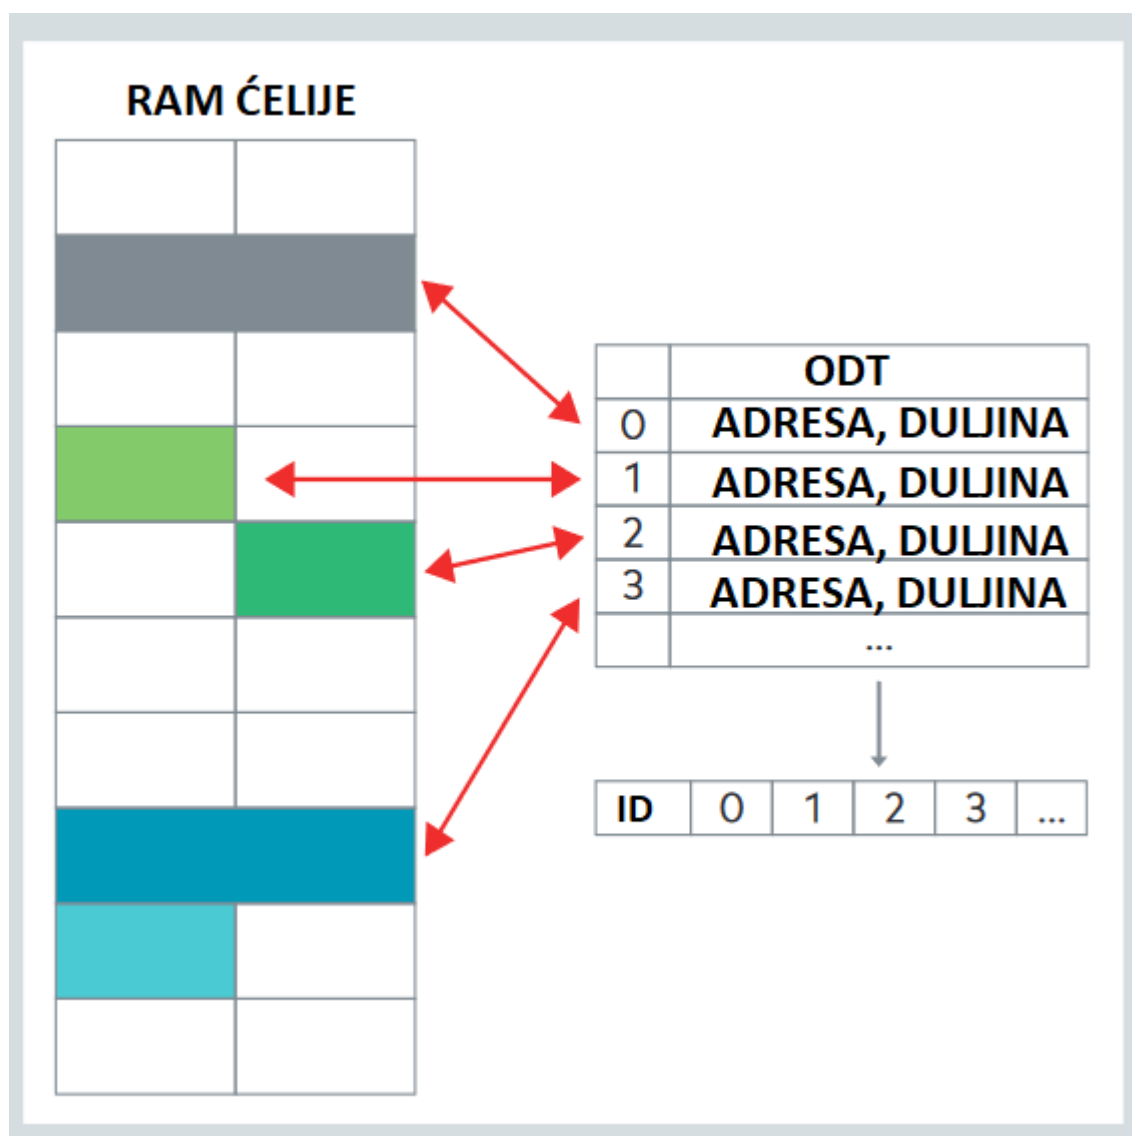 RAM ĆELIJE
ODT
0 ADRESA, DULJINA
1 ADRESA, DULJINA
2 ADRESA, DULJINA
3 ADRESA, DULJINA
...
ID 0 1 2 3 ...